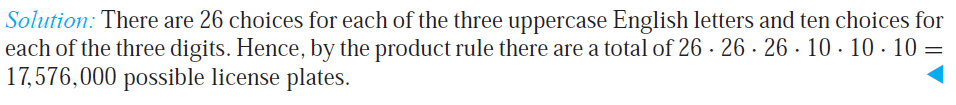 Solution: There are 26 choices for each of the three uppercase English letters and ten choices for
each of the three digits. Hence, by the product rule there are a total of 26 · 26 · 26 · 10 · 10 · 10 =
17,576,000 possible license plates.